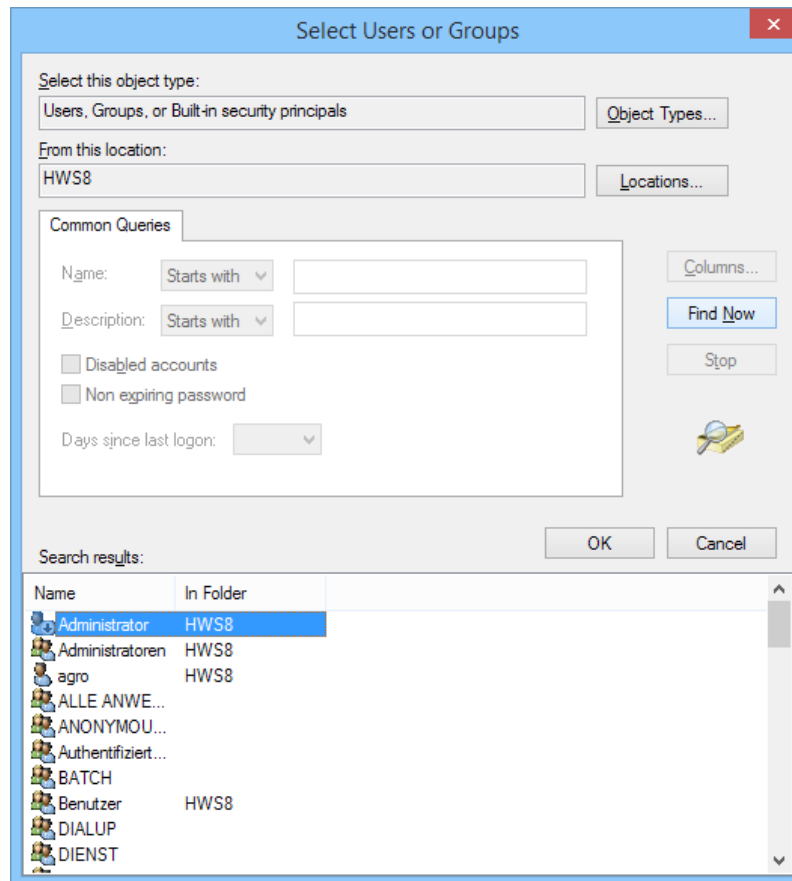 Select Users or Groups
Select this object type:
Users, Groups, or Built-in security principals
Object Types...
From this location:
HWS8
Locations...
Common Queries
Name: Starts with
Columns...
Description: Starts with
Find Now
Disabled accounts
Stop
Non expiring password
Days since last logon:
OK Cancel
Search results:
Name In Folder
Administrator HWS8
Administratoren HWS8
agro HWS8
ALLE ANWE...
ANONYMOU...
Authentifiziert...
BATCH
Benutzer HWS8
DIALUP
DIENST